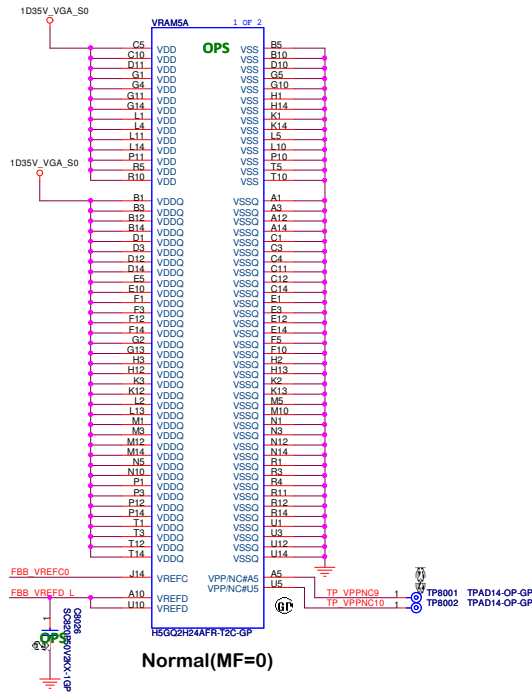 1D35V_VGA_S0
VRAM5A
1 OF 2
OPS
C5 VDD VSS B5
C10 VDD VSS B10
D11 VDD VSS D10
G1 VDD VSS G5
G4 VDD VSS G10
G11 VDD VSS H1
G14 VDD VSS H14
L1 VDD VSS K1
L4 VDD VSS K14
L11 VDD VSS L5
L14 VDD VSS L10
P11 VDD VSS P10
R5 VDD VSS T5
R10 VDD VSS T10
1D35V_VGA_S0
B1 VDDQ VSSQ A1
B3 VDDQ VSSQ A3
B12 VDDQ VSSQ A12
B14 VDDQ VSSQ A14
D1 VDDQ VSSQ C1
D3 VDDQ VSSQ C3
D12 VDDQ VSSQ C4
D14 VDDQ VSSQ C11
E5 VDDQ VSSQ C12
E10 VDDQ VSSQ C14
F1 VDDQ VSSQ E1
F3 VDDQ VSSQ E3
F12 VDDQ VSSQ E12
F14 VDDQ VSSQ E14
G2 VDDQ VSSQ F5
G13 VDDQ VSSQ F10
H3 VDDQ VSSQ H2
H12 VDDQ VSSQ H13
K3 VDDQ VSSQ K2
K12 VDDQ VSSQ K13
L2 VDDQ VSSQ M5
L13 VDDQ VSSQ M10
M1 VDDQ VSSQ N1
M3 VDDQ VSSQ N3
M12 VDDQ VSSQ N12
M14 VDDQ VSSQ N14
N5 VDDQ VSSQ R1
N10 VDDQ VSSQ R3
P1 VDDQ VSSQ R4
P3 VDDQ VSSQ R11
P12 VDDQ VSSQ R12
P14 VDDQ VSSQ R14
T1 VDDQ VSSQ U1
T3 VDDQ VSSQ U3
T12 VDDQ VSSQ U12
T14 VDDQ VSSQ U14
FBB_VREFC0 J14 VREFC VPP/NC#A5 A5
VPP/NC#U5 U5
FBB_VREFD_L A10 VREFD
U10 VREFD
TP_VPPNC9 1 TP8001 TPAD14-OP-GP
TP_VPPNC10 1 TP8002 TPAD14-OP-GP
H5GQ2H24AFR-T2C-GP
C8026
OPS
1
Normal(MF=0)